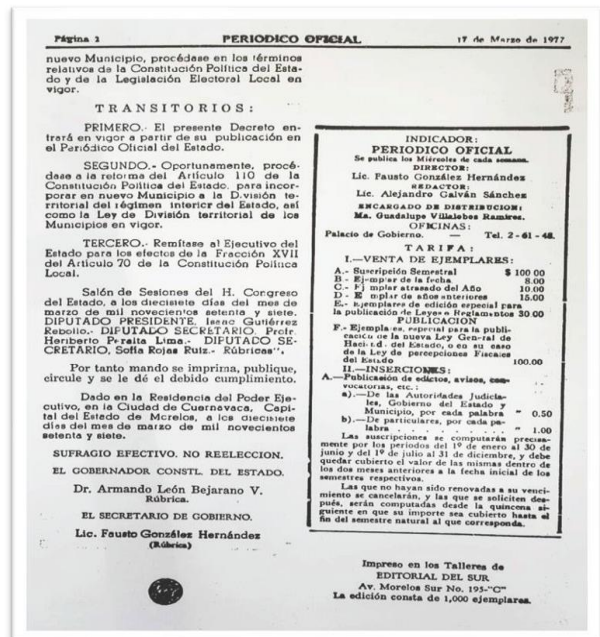 Página 2 PERIODICO OFICIAL 17 de Marzo de 1977
nuevo Municipio, procédase en los términos
relativos de la Constitución Política del Esta-
do y de la Legislación Electoral Local en
vigor.
TRANSITORIOS:
PRIMERO.- El presente Decreto en-
trará en vigor a partir de su publicación en
el Periódico Oficial del Estado.
SEGUNDO.- Oportunamente, procé-
dase a la reforma del Artículo 110 de la
Constitución Política del Estado, para incor-
porar en nuevo Municipio a la D.visión te-
rritorial del régimen interior del Estado, así
como la Ley de División territorial de los
Municipios en vigor.
TERCERO.- Remítase al Ejecutivo del
Estado para los efectos de la Fracción XVII
del Artículo 70 de la Constitución Política
Local.
Salón de Sesiones del H. Congreso
del Estado, a los diecisiete días del mes de
marzo de mil novecientos setenta y siete.
DIPUTADO PRESIDENTE, Isaac Gutiérrez
Rebollo.- DIPUTADO SECRETARIO, Profr.
Heriberto Peralta Lima.- DIPUTADO SE-
CRETARIO, Sofía Rojas Ruiz.- Rúbricas".
Por tanto mando se imprima, publique,
circule y se le dé el debido cumplimiento.
Dado en la Residencia del Poder Eje-
cutivo, en la Ciudad de Cuernavaca, Capi-
tal del Estado de Morelos, a los diecisiete
días del mes de marzo de mil novecientos
setenta y siete.
SUFRAGIO EFECTIVO. NO REELECCION.
EL GOBERNADOR CONSTL. DEL ESTADO.
Dr. Armando León Bejarano V.
Rúbrica.
EL SECRETARIO DE GOBIERNO.
Lic. Fausto González Hernández
(Rúbrica)
INDICADOR:
PERIODICO OFICIAL
Se publica los Miércoles de cada semana.
DIRECTOR:
Lic. Fausto González Hernández
REDACTOR:
Lic. Alejandro Galván Sánchez
ENCARGADO DE DISTRIBUCION:
Ma. Guadalupe Villalobos Ramírez.
OFICINAS:
Palacio de Gobierno. — Tel. 2-61-48.
TARIFA:
I.—VENTA DE EJEMPLARES:
A.- Suscripción Semestral $ 100 00
B.- Ejemplar de la fecha 8.00
C.- Ej mplar atrasado del Año 10.00
D.- E mplar de años anteriores 15.00
E.- Ejemplares de edición especial para
la publicación de Leyes o Reglamentos 30.00
PUBLICACION
F.- Ejemplares, especial para la publi-
cación de la nueva Ley General de
Hacienda del Estado, o en su caso
de la Ley de percepciones Fiscales
del Estado 100.00
II.—INSERCIONES:
A.—Publicación de edictos, avisos, con-
vocatorias, etc.:
a).—De las Autoridades Judicia-
les, Gobierno del Estado y
Municipio, por cada palabra " 0.50
b).—De particulares, por cada pa-
labra . . . . . . . . " 1.00
Las suscripciones se computarán precisa-
mente por los períodos del 1º de enero al 30 de
junio y del 1º de julio al 31 de diciembre, y debe
quedar cubierto el valor de las mismas dentro de
los dos meses anteriores a la fecha inicial de los
semestres respectivos.
Las que no hayan sido renovadas a su venci-
miento se cancelarán, y las que se soliciten des-
pués, serán computadas desde la quincena si-
guiente en que su importe sea cubierto hasta el
fin del semestre natural al que corresponda.
Impreso en los Talleres de
EDITORIAL DEL SUR
Av. Morelos Sur No. 195-"C"
La edición consta de 1,000 ejemplares.